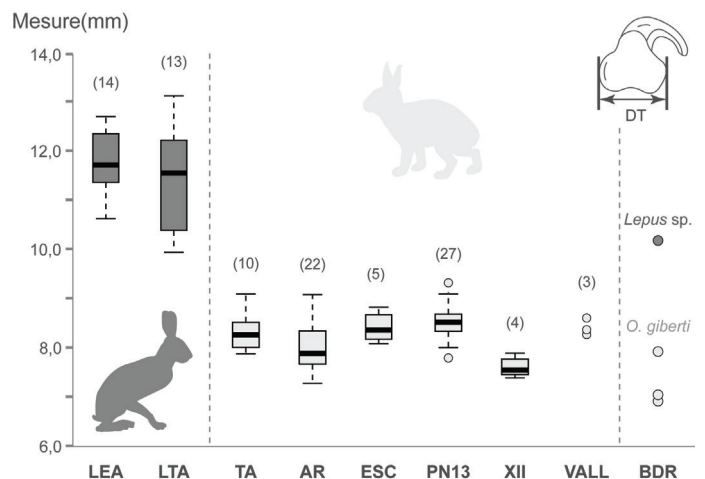 Mesure(mm)
14,0
(14)
(13)
DT
12,0
Lepus sp.
10,0
(10)
(22)
(5)
(27)
(3)
(4)
O. giberti
8,0
6,0
LEA LTA TA AR ESC PN13 XII VALL BDR